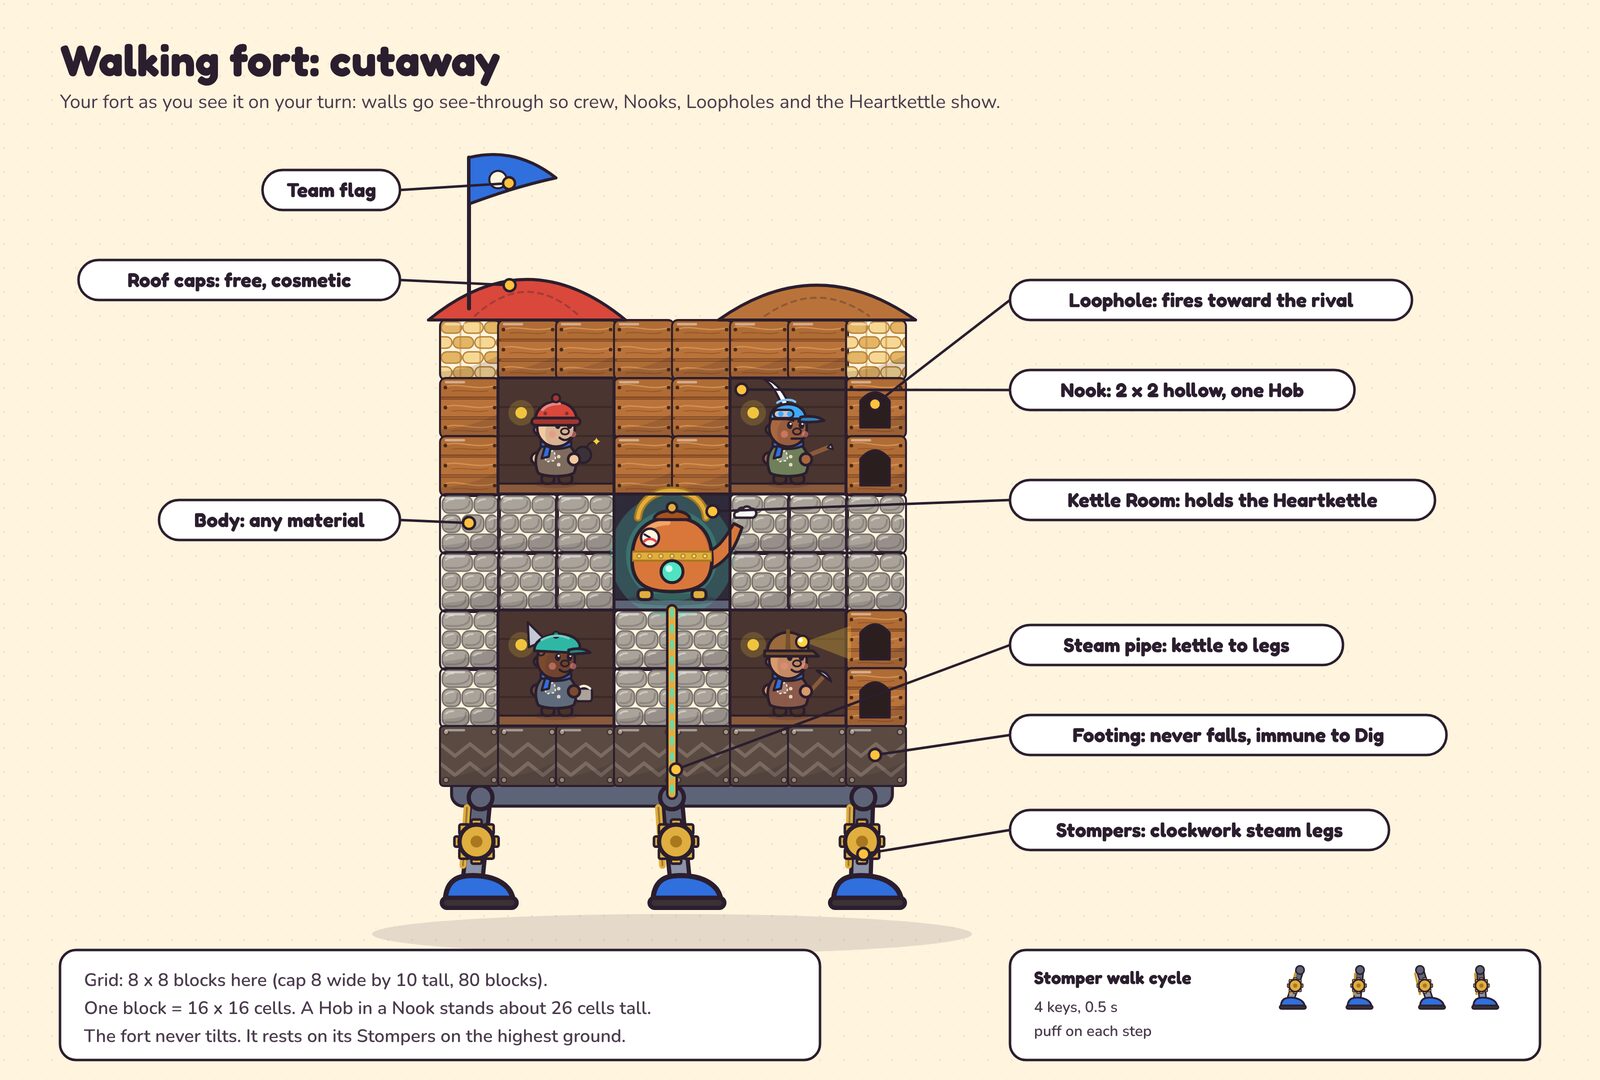 Walking fort: cutaway
Your fort as you see it on your turn: walls go see-through so crew, Nooks, Loopholes and the Heartkettle show.
Team flag
Roof caps: free, cosmetic
Loophole: fires toward the rival
Nook: 2 x 2 hollow, one Hob
Kettle Room: holds the Heartkettle
Body: any material
Steam pipe: kettle to legs
Footing: never falls, immune to Dig
Stompers: clockwork steam legs
Grid: 8 x 8 blocks here (cap 8 wide by 10 tall, 80 blocks).
One block = 16 x 16 cells. A Hob in a Nook stands about 26 cells tall.
The fort never tilts. It rests on its Stompers on the highest ground.
Stomper walk cycle
4 keys, 0.5 s
puff on each step